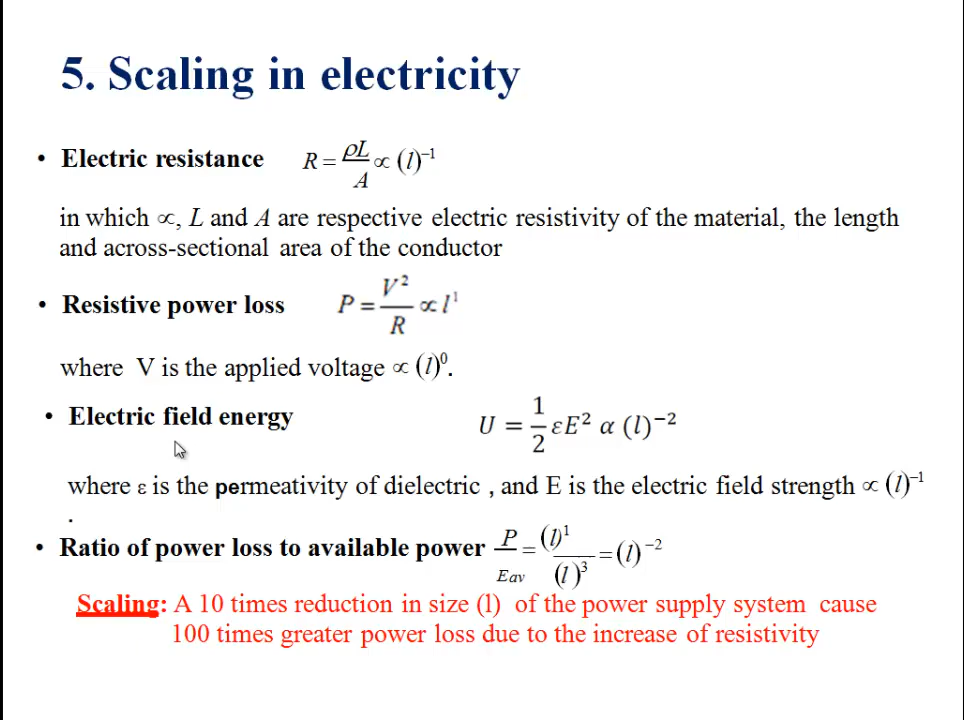 5. Scaling in electricity
• Electric resistance R = ρL/A ∝ (l)⁻¹
in which ∝, L and A are respective electric resistivity of the material, the length
and across-sectional area of the conductor
• Resistive power loss P = V²/R ∝ l¹
where V is the applied voltage ∝ (l)⁰.
• Electric field energy U = 1/2 εE² α (l)⁻²
where ε is the permeativity of dielectric , and E is the electric field strength ∝ (l)⁻¹
.
• Ratio of power loss to available power P/Eav = (l)¹/(l)³ = (l)⁻²
Scaling: A 10 times reduction in size (l) of the power supply system cause
100 times greater power loss due to the increase of resistivity